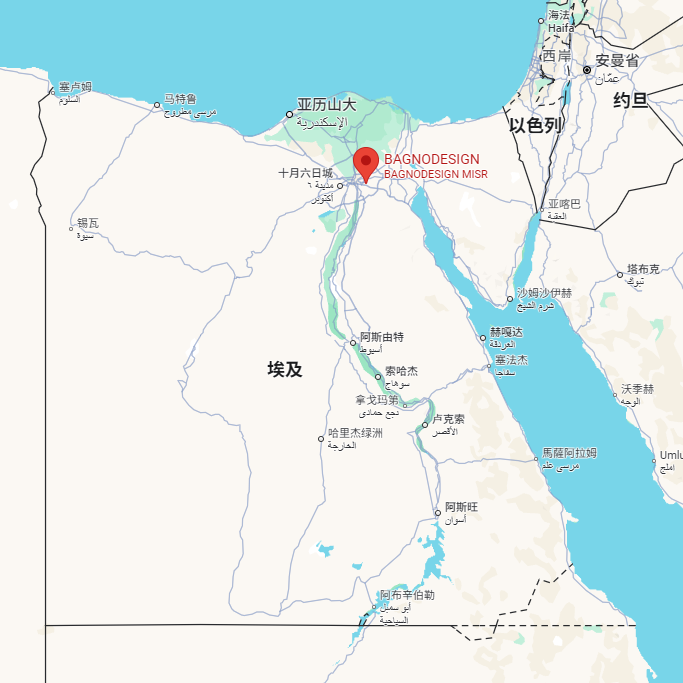 海法
Haifa
西岸
安曼省
عمّان
约旦
塞卢姆
السلوم
马特鲁
مرسى مطروح
亚历山大
الإسكندرية
以色列
BAGNODESIGN
BAGNODESIGN MISR
十月六日城
مدينة ٦
أكتوبر
亚喀巴
العقبة
锡瓦
سيوة
塔布克
تبوك
沙姆沙伊赫
شرم الشيخ
赫嘎达
الغردقة
阿斯由特
أسيوط
塞法杰
سفاجا
埃及
索哈杰
سوهاج
沃季赫
الوجه
拿戈玛第
نجع حمادى
卢克索
الأقصر
哈里杰绿洲
الخارجة
馬薩阿拉姆
مرسى علم
Umlu
املج
阿斯旺
أسوان
阿布辛伯勒
أبو سمبل
السياحية